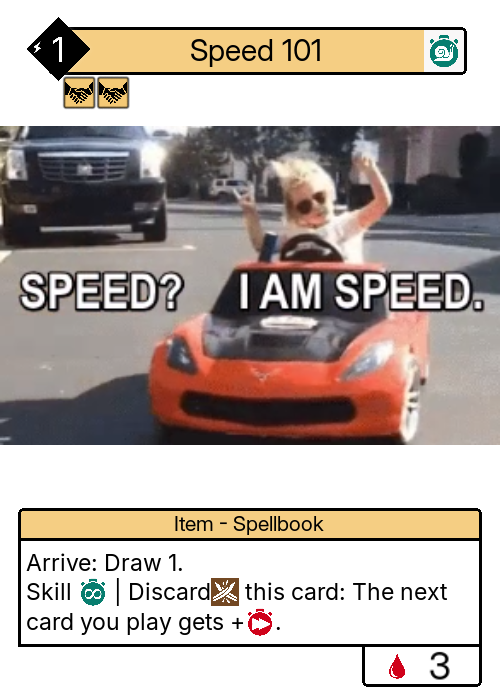 1 Speed 101
SPEED? I AM SPEED.
Item - Spellbook
Arrive: Draw 1.
Skill | Discard this card: The next
card you play gets + .
3